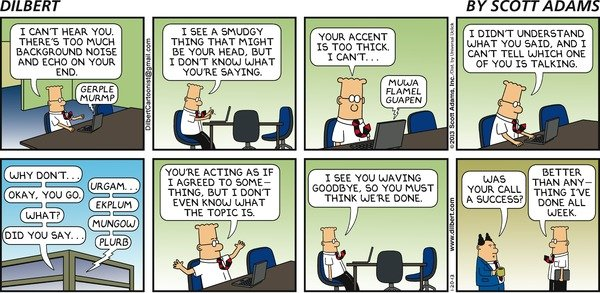 DILBERT
BY SCOTT ADAMS
I CAN'T HEAR YOU.
THERE'S TOO MUCH
BACKGROUND NOISE
AND ECHO ON YOUR
END.
GERPLE
MURMP
DilbertCartoonist@gmail.com
I SEE A SMUDGY
THING THAT MIGHT
BE YOUR HEAD, BUT
I DON'T KNOW WHAT
YOU'RE SAYING.
YOUR ACCENT
IS TOO THICK.
I CAN'T...
MUWA
FLAMEL
GUAPEN
©2013 Scott Adams, Inc. /Dist. by Universal Uclick
I DIDN'T UNDERSTAND
WHAT YOU SAID, AND I
CAN'T TELL WHICH ONE
OF YOU IS TALKING.
WHY DON'T...
OKAY, YOU GO.
WHAT?
DID YOU SAY...
URGAM...
EKPLUM
MUNGOW
PLURB
YOU'RE ACTING AS IF
I AGREED TO SOME-
THING, BUT I DON'T
EVEN KNOW WHAT
THE TOPIC IS.
I SEE YOU WAVING
GOODBYE, SO YOU MUST
THINK WE'RE DONE.
www.dilbert.com
1-20-13
WAS
YOUR CALL
A SUCCESS?
BETTER
THAN ANY-
THING I'VE
DONE ALL
WEEK.